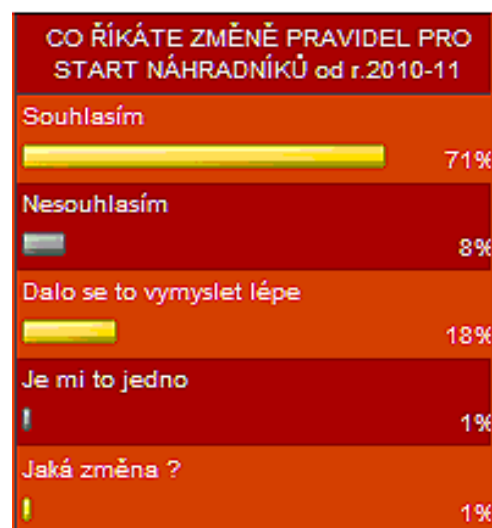 CO ŘÍKÁTE ZMĚNĚ PRAVIDEL PRO
START NÁHRADNÍKŮ od r.2010-11
Souhlasím
71%
Nesouhlasím
8%
Dalo se to vymyslet lépe
18%
Je mi to jedno
1%
Jaká změna ?
1%